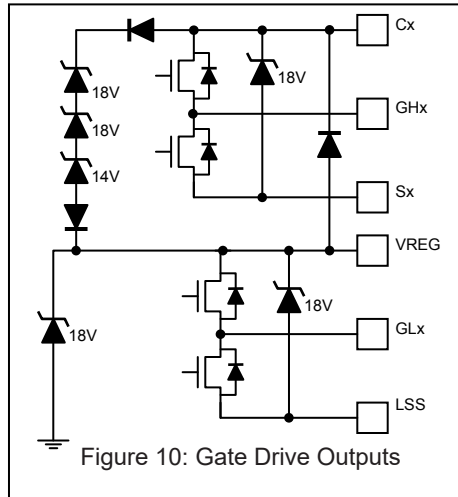 Cx
18V
18V
18V
GHx
14V
Sx
VREG
18V
18V
GLx
LSS
Figure 10: Gate Drive Outputs